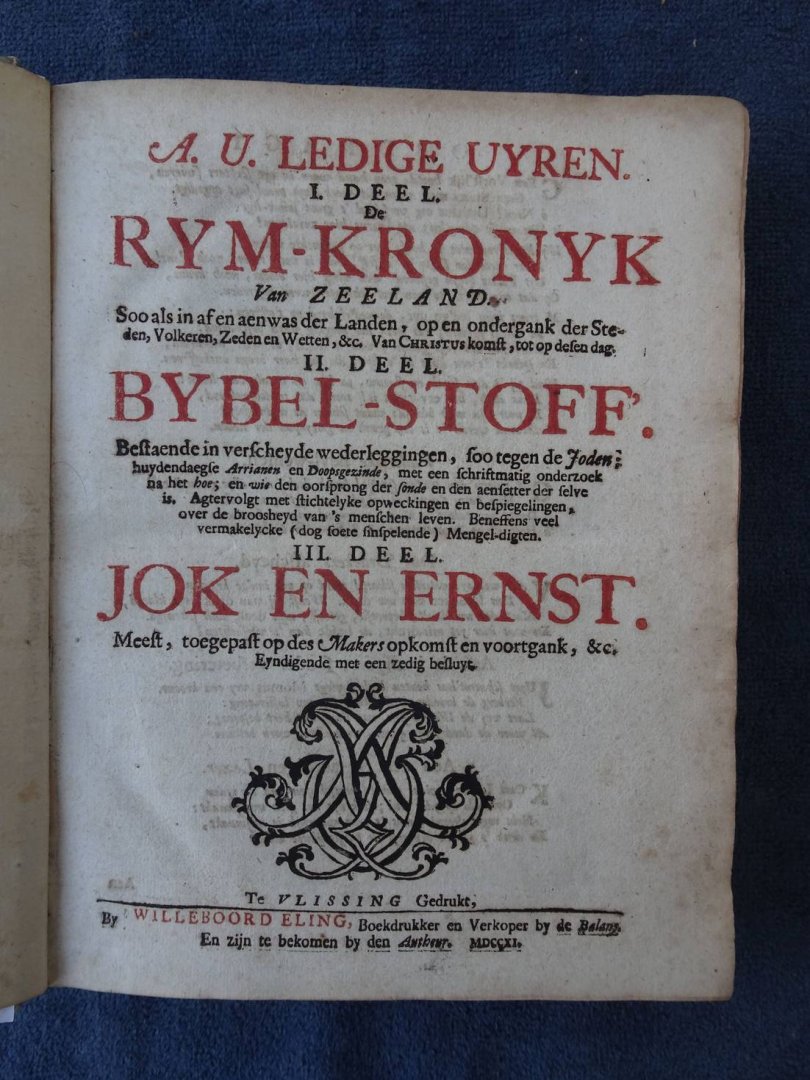 A. U. LEDIGE UYREN.
I. DEEL.
De
RYM-KRONYK
Van ZEELAND.
Soo als in af en aenwas der Landen, op en ondergank der Ste-
den, Volkeren, Zeden en Wetten, &c. Van CHRISTUS komst, tot op desen dag.
II. DEEL.
BYBEL-STOFF'.
Bestaende in verscheyde wederleggingen, soo tegen de Joden;
huydendaegse Arrianen en Doopsgezinde, met een schriftmatig onderzoek
na het hoe; en wie den oorsprong der sonde en den aensetter der selve
is. Agtervolgt met stichtelyke opweckingen en bespiegelingen,
over de broosheyd van 's menschen leven. Beneffens veel
vermakelycke (dog soete sinspelende) Mengel-digten.
III. DEEL.
JOK EN ERNST.
Meest, toegepast op des Makers opkomst en voortgank, &c.
Eyndigende met een zedig besluyt.
Te VLISSING Gedrukt,
By WILLEBOORD ELING, Boekdrukker en Verkoper by de Balans.
En zijn te bekomen by den Autheur. MDCCXI.